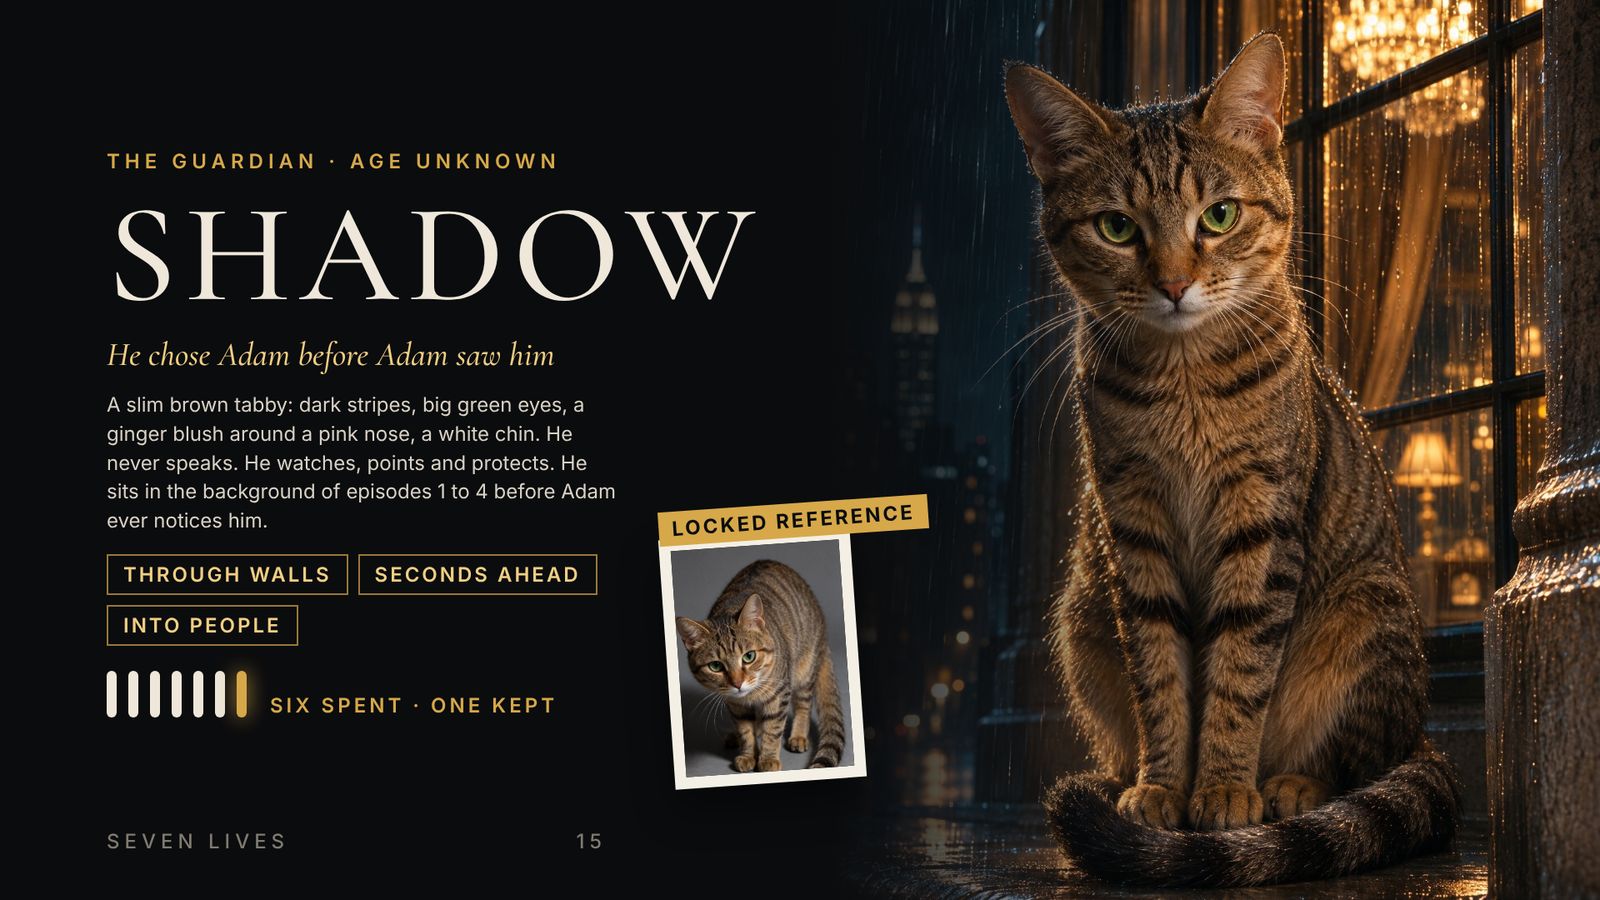 THE GUARDIAN · AGE UNKNOWN
SHADOW
He chose Adam before Adam saw him
A slim brown tabby: dark stripes, big green eyes, a
ginger blush around a pink nose, a white chin. He
never speaks. He watches, points and protects. He
sits in the background of episodes 1 to 4 before Adam
ever notices him.
THROUGH WALLS
SECONDS AHEAD
INTO PEOPLE
SIX SPENT · ONE KEPT
LOCKED REFERENCE
SEVEN LIVES
15